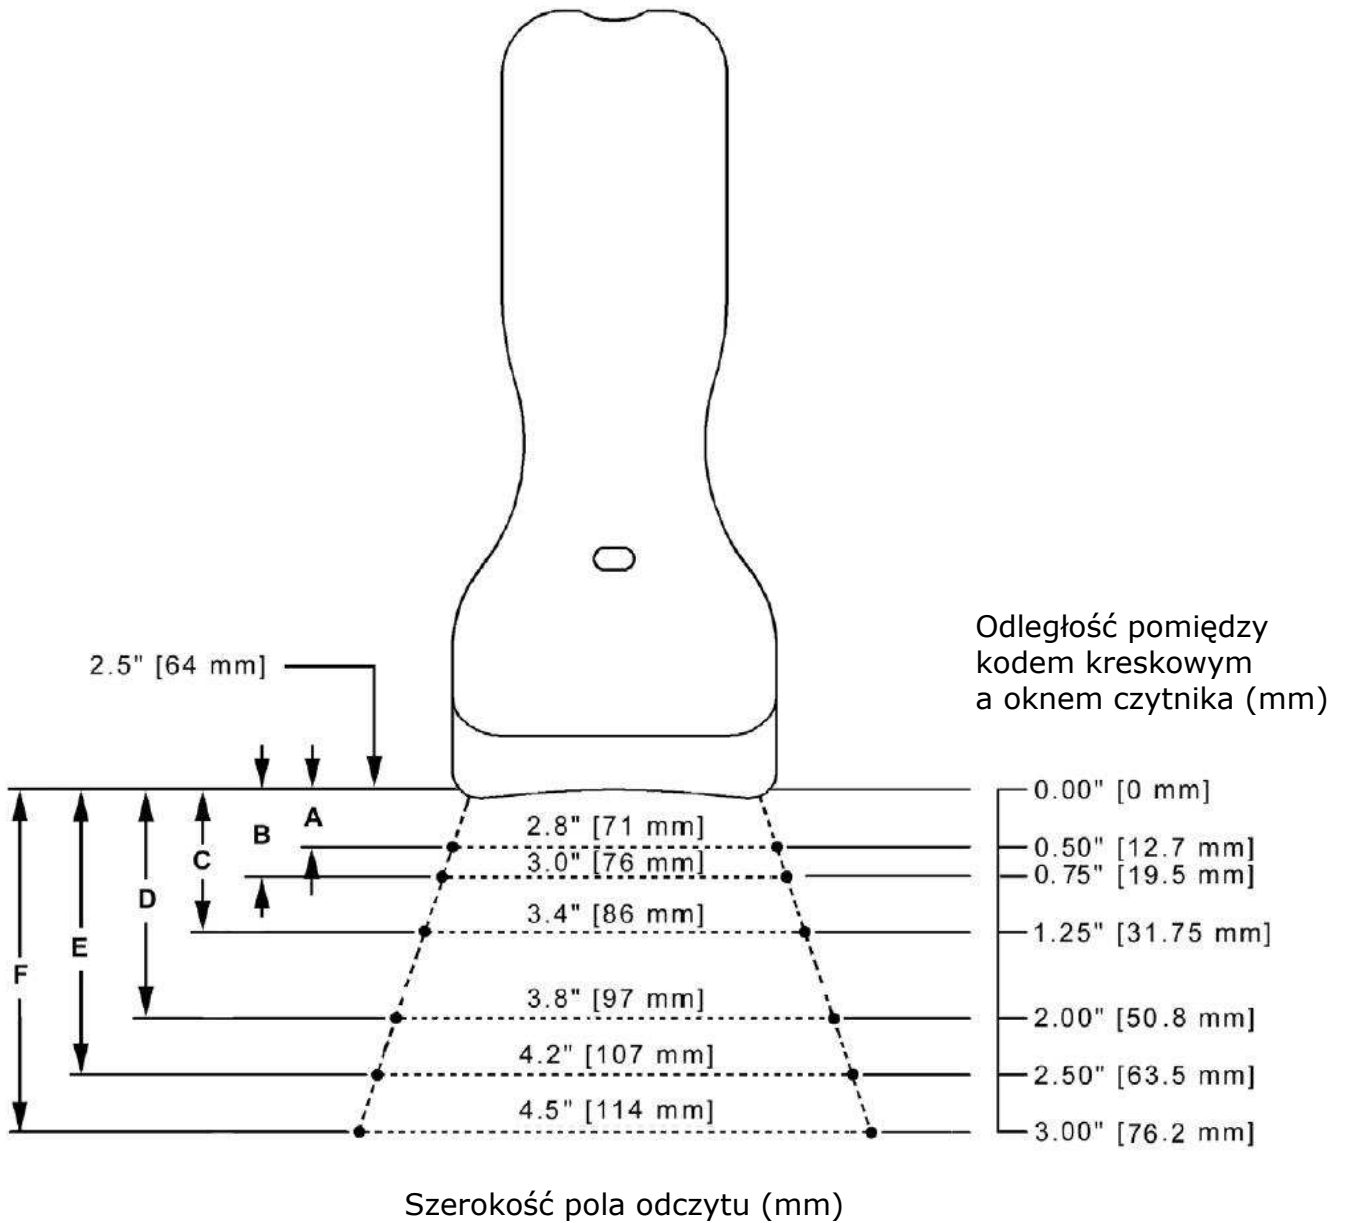 Odległość pomiędzy
kodem kreskowym
a oknem czytnika (mm)
2.5" [64 mm]
0.00" [0 mm]
A
2.8" [71 mm]
B
0.50" [12.7 mm]
C
3.0" [76 mm]
0.75" [19.5 mm]
D
3.4" [86 mm]
1.25" [31.75 mm]
E
F
3.8" [97 mm]
2.00" [50.8 mm]
4.2" [107 mm]
2.50" [63.5 mm]
4.5" [114 mm]
3.00" [76.2 mm]
Szerokość pola odczytu (mm)